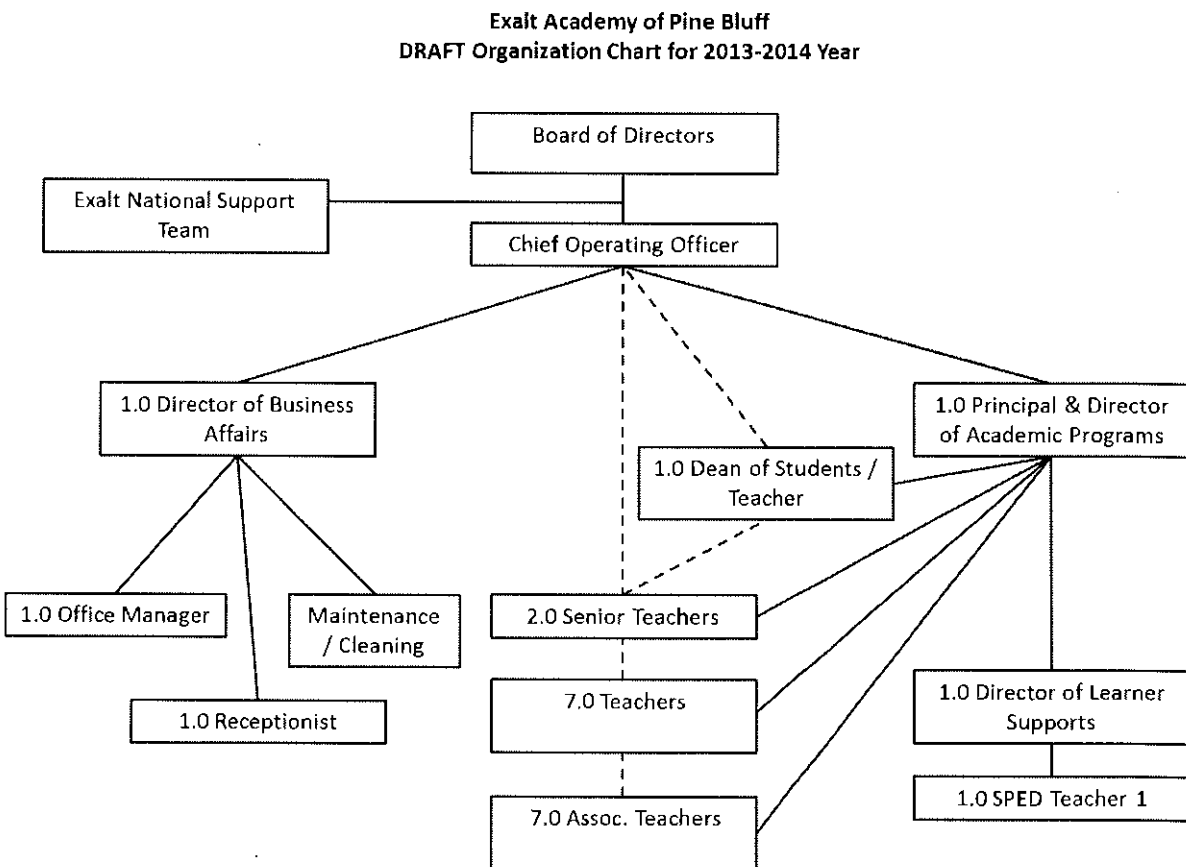 Exalt Academy of Pine Bluff
DRAFT Organization Chart for 2013-2014 Year
Board of Directors
Exalt National Support
Team
Chief Operating Officer
1.0 Director of Business
Affairs
1.0 Principal & Director
of Academic Programs
1.0 Dean of Students /
Teacher
1.0 Office Manager
Maintenance
/ Cleaning
2.0 Senior Teachers
1.0 Receptionist
7.0 Teachers
1.0 Director of Learner
Supports
1.0 SPED Teacher 1
7.0 Assoc. Teachers